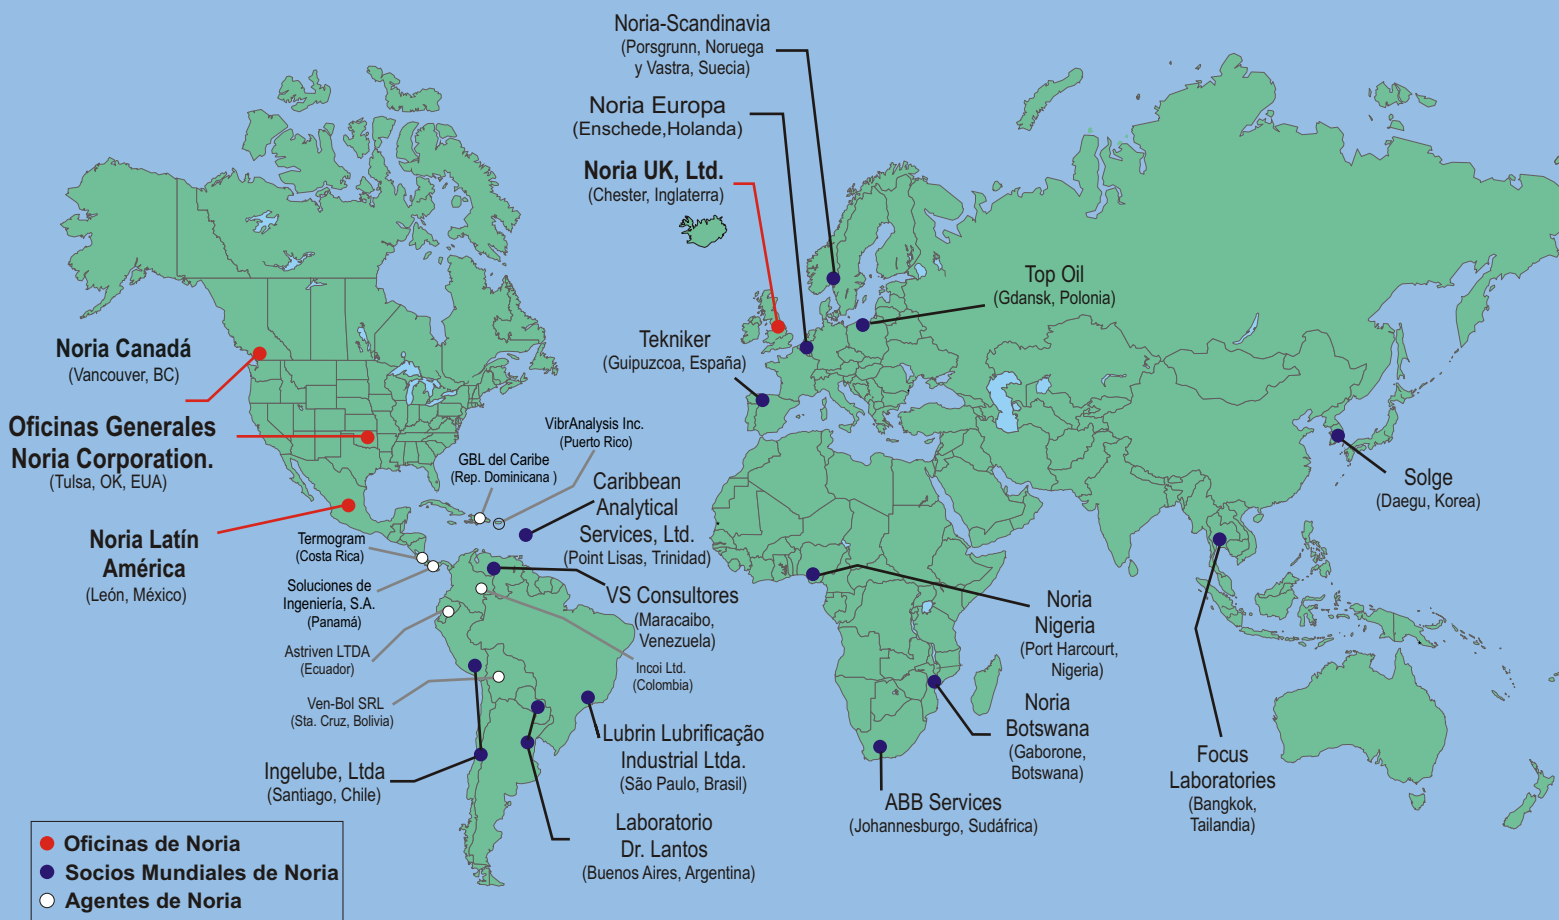 Noria-Scandinavia
(Porsgrunn, Noruega
y Vastra, Suecia)
Noria Europa
(Enschede,Holanda)
Noria UK, Ltd.
(Chester, Inglaterra)
Top Oil
(Gdansk, Polonia)
Tekniker
(Guipuzcoa, España)
Noria Canadá
(Vancouver, BC)
Oficinas Generales
Noria Corporation.
(Tulsa, OK, EUA)
VibrAnalysis Inc.
(Puerto Rico)
GBL del Caribe
(Rep. Dominicana )
Caribbean
Analytical
Services, Ltd.
(Point Lisas, Trinidad)
Solge
(Daegu, Korea)
Noria Latín
América
(León, México)
Termogram
(Costa Rica)
Soluciones de
Ingeniería, S.A.
(Panamá)
VS Consultores
(Maracaibo,
Venezuela)
Noria
Nigeria
(Port Harcourt,
Nigeria)
Astriven LTDA
(Ecuador)
Incoi Ltd.
(Colombia)
Ven-Bol SRL
(Sta. Cruz, Bolivia)
Noria
Botswana
(Gaborone,
Botswana)
Lubrin Lubrificação
Industrial Ltda.
(São Paulo, Brasil)
Ingelube, Ltda
(Santiago, Chile)
Focus
Laboratories
(Bangkok,
Tailandia)
ABB Services
(Johannesburgo, Sudáfrica)
Laboratorio
Dr. Lantos
(Buenos Aires, Argentina)
Oficinas de Noria
Socios Mundiales de Noria
Agentes de Noria